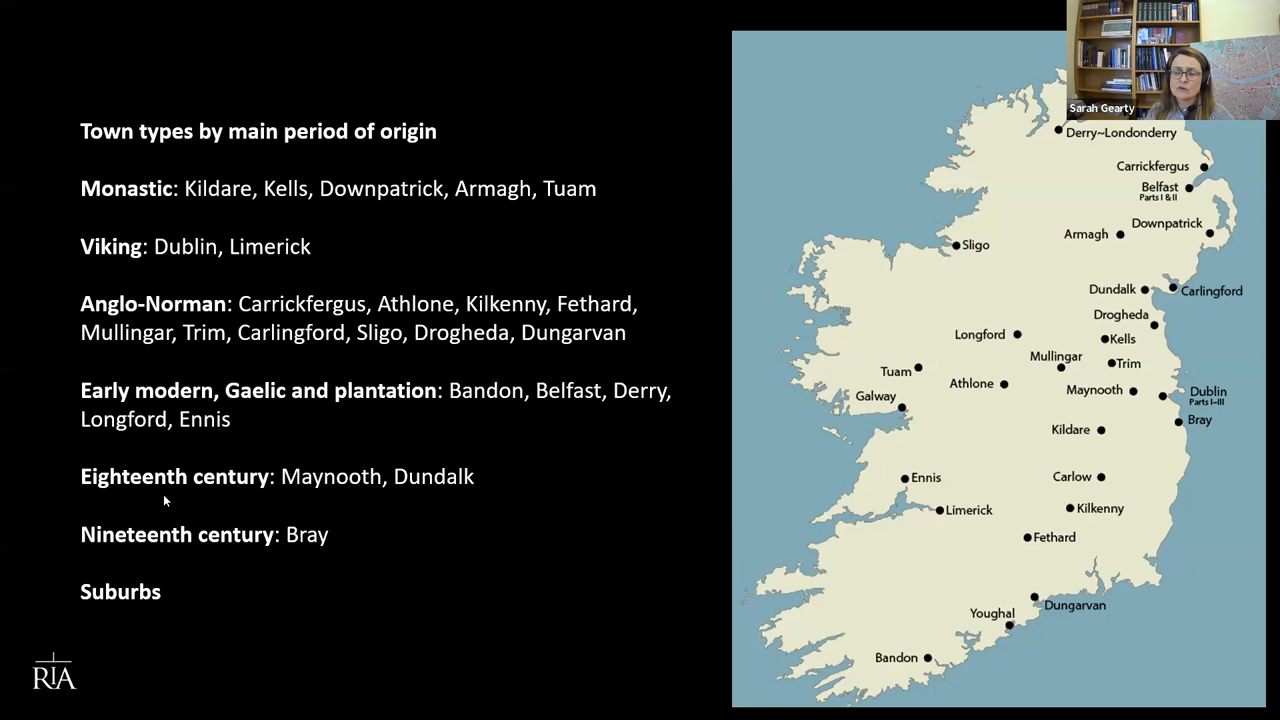 Town types by main period of origin
Monastic: Kildare, Kells, Downpatrick, Armagh, Tuam
Viking: Dublin, Limerick
Anglo-Norman: Carrickfergus, Athlone, Kilkenny, Fethard,
Mullingar, Trim, Carlingford, Sligo, Drogheda, Dungarvan
Early modern, Gaelic and plantation: Bandon, Belfast, Derry,
Longford, Ennis
Eighteenth century: Maynooth, Dundalk
Nineteenth century: Bray
Suburbs
RIA
Sarah Gearty
Derry~Londonderry
Carrickfergus
Belfast
Parts I & II
Downpatrick
Armagh
Sligo
Dundalk
Carlingford
Drogheda
Longford
Kells
Mullingar
Trim
Tuam
Athlone
Maynooth
Dublin
Parts I–III
Galway
Bray
Kildare
Ennis
Carlow
Limerick
Kilkenny
Fethard
Dungarvan
Youghal
Bandon